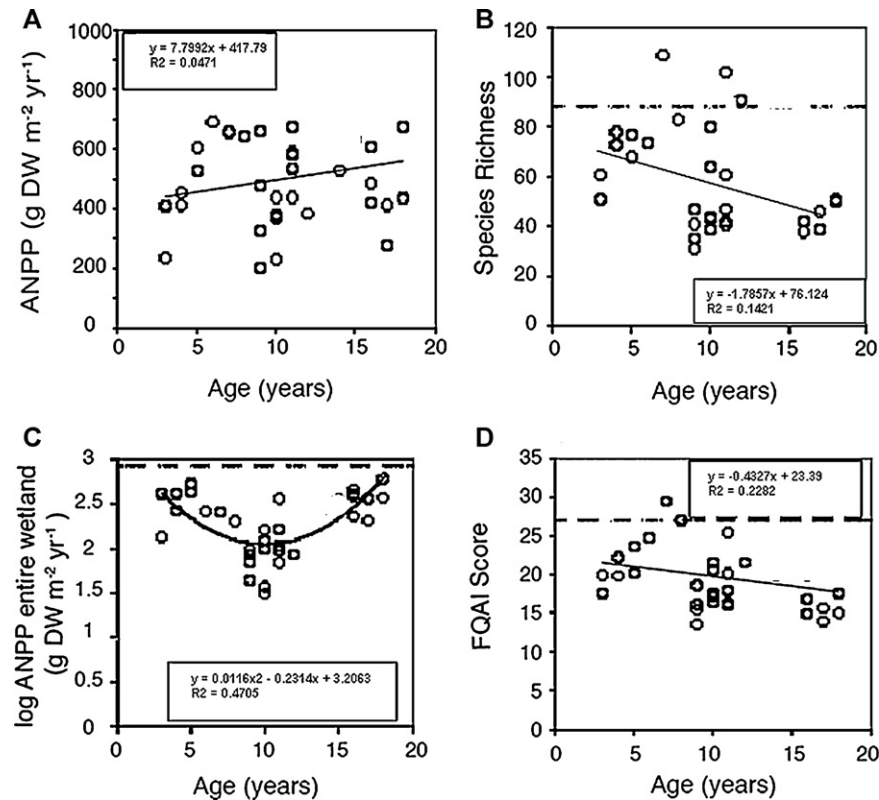 A
ANPP (g DW m⁻² yr⁻¹)
1000
800
600
400
200
0
y = 7.7992x + 417.79
R2 = 0.0471
0 5 10 15 20
Age (years)
B
Species Richness
120
100
80
60
40
20
0
y = -1.7857x + 76.124
R2 = 0.1421
0 5 10 15 20
Age (years)
C
log ANPP entire wetland
(g DW m⁻² yr⁻¹)
3
2.5
2
1.5
1
0.5
0
y = 0.0116x2 - 0.2314x + 3.2063
R2 = 0.4705
0 5 10 15 20
Age (years)
D
FQAI Score
35
30
25
20
15
10
5
0
y = -0.4327x + 23.39
R2 = 0.2282
0 5 10 15 20
Age (years)